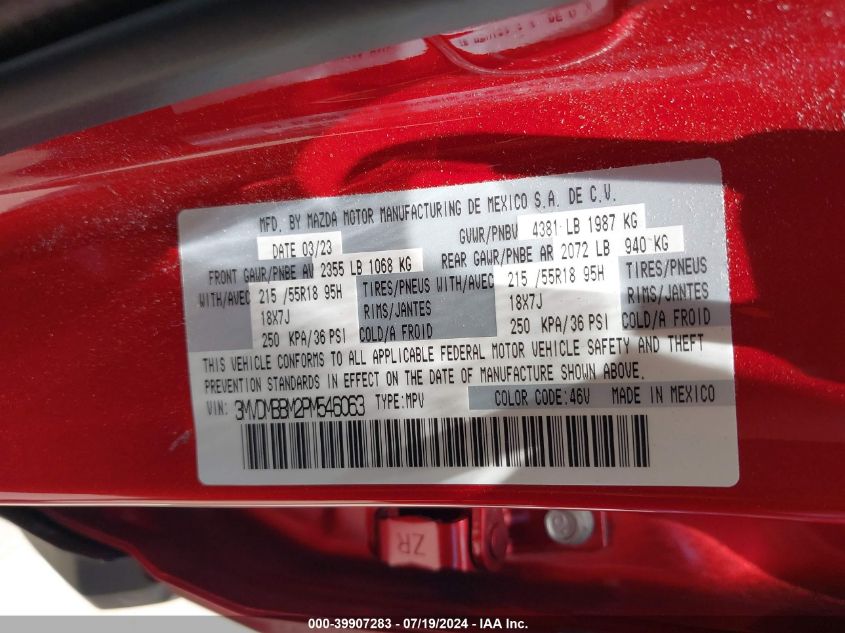 MFD. BY MAZDA MOTOR MANUFACTURING DE MEXICO S.A. DE C.V.
DATE 03/23 GVWR/PNBV 4381 LB 1987 KG
FRONT GAWR/PNBE AV 2355 LB 1068 KG REAR GAWR/PNBE AR 2072 LB 940 KG
WITH/AVEC 215 /55R18 95H TIRES/PNEUS WITH/AVEC 215 /55R18 95H TIRES/PNEUS
18X7J RIMS/JANTES 18X7J RIMS/JANTES
250 KPA/36 PSI COLD/A FROID 250 KPA/36 PSI COLD/A FROID
THIS VEHICLE CONFORMS TO ALL APPLICABLE FEDERAL MOTOR VEHICLE SAFETY AND THEFT
PREVENTION STANDARDS IN EFFECT ON THE DATE OF MANUFACTURE SHOWN ABOVE.
VIN: 3MVDMBBM2PM546063 TYPE:MPV COLOR CODE:46V MADE IN MEXICO
ZR
000-39907283 - 07/19/2024 - IAA Inc.